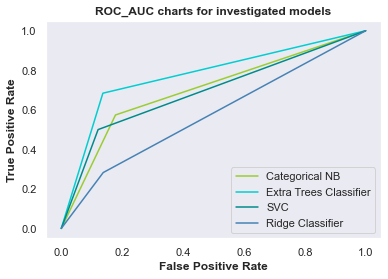 ROC_AUC charts for investigated models
True Positive Rate
1.0
0.8
0.6
0.4
0.2
0.0
Categorical NB
Extra Trees Classifier
SVC
Ridge Classifier
0.0 0.2 0.4 0.6 0.8 1.0
False Positive Rate